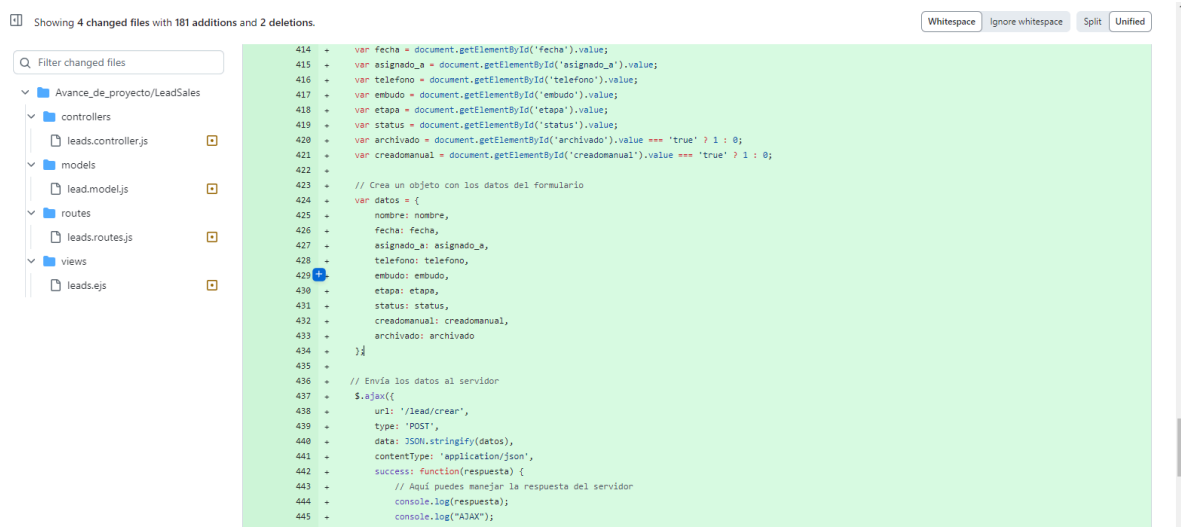 Showing 4 changed files with 181 additions and 2 deletions.
Whitespace Ignore whitespace Split Unified
Filter changed files
Avance_de_proyecto/LeadSales
controllers
leads.controller.js
models
lead.model.js
routes
leads.routes.js
views
leads.ejs
414 + var fecha = document.getElementById('fecha').value;
415 + var asignado_a = document.getElementById('asignado_a').value;
416 + var telefono = document.getElementById('telefono').value;
417 + var embudo = document.getElementById('embudo').value;
418 + var etapa = document.getElementById('etapa').value;
419 + var status = document.getElementById('status').value;
420 + var archivado = document.getElementById('archivado').value === 'true' ? 1 : 0;
421 + var creadomanual = document.getElementById('creadomanual').value === 'true' ? 1 : 0;
422 +
423 + // Crea un objeto con los datos del formulario
424 + var datos = {
425 + nombre: nombre,
426 + fecha: fecha,
427 + asignado_a: asignado_a,
428 + telefono: telefono,
429 + embudo: embudo,
430 + etapa: etapa,
431 + status: status,
432 + creadomanual: creadomanual,
433 + archivado: archivado
434 + };
435 +
436 + // Envía los datos al servidor
437 + $.ajax({
438 + url: '/lead/crear',
439 + type: 'POST',
440 + data: JSON.stringify(datos),
441 + contentType: 'application/json',
442 + success: function(respuesta) {
443 + // Aquí puedes manejar la respuesta del servidor
444 + console.log(respuesta);
445 + console.log("AJAX");